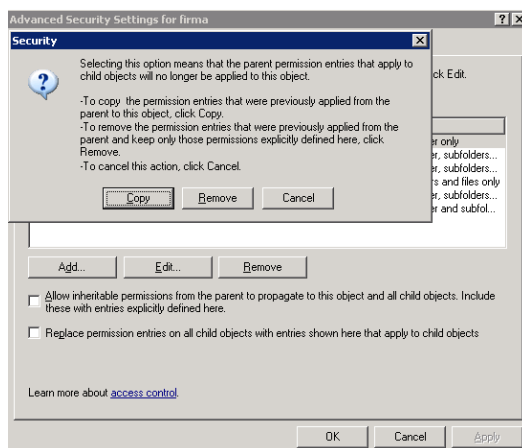 Advanced Security Settings for firma
Security
Selecting this option means that the parent permission entries that apply to
child objects will no longer be applied to this object.
-To copy the permission entries that were previously applied from the
parent to this object, click Copy.
-To remove the permission entries that were previously applied from the
parent and keep only those permissions explicitly defined here, click
Remove.
-To cancel this action, click Cancel.
Copy Remove Cancel
ck Edit.
er only
er, subfolders...
er, subfolders...
rs and files only
er, subfolders...
er and subfol...
Add... Edit... Remove
Allow inheritable permissions from the parent to propagate to this object and all child objects. Include
these with entries explicitly defined here.
Replace permission entries on all child objects with entries shown here that apply to child objects
Learn more about access control.
OK Cancel Apply